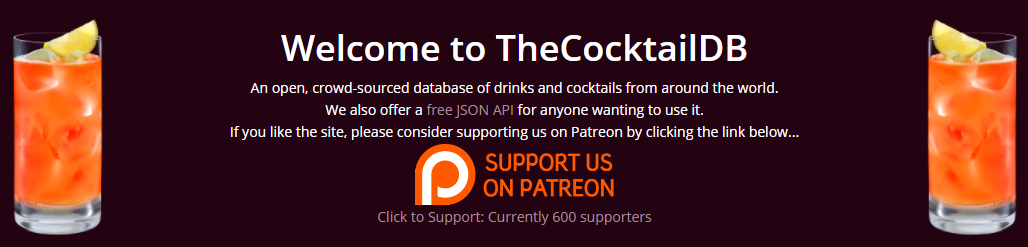 Welcome to TheCocktailDB
An open, crowd-sourced database of drinks and cocktails from around the world.
We also offer a free JSON API for anyone wanting to use it.
If you like the site, please consider supporting us on Patreon by clicking the link below...
SUPPORT US
ON PATREON
Click to Support: Currently 600 supporters